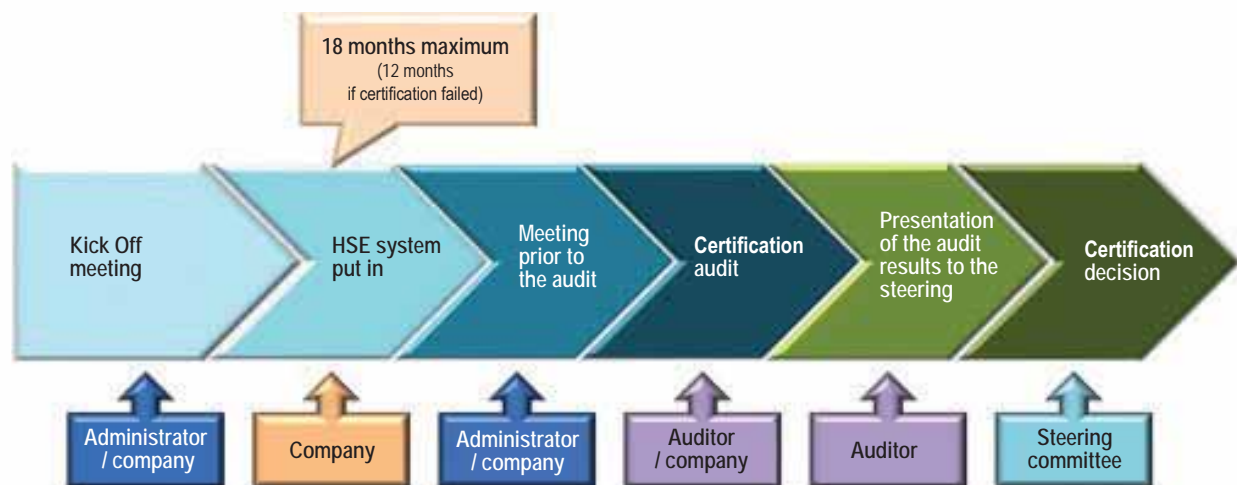 18 months maximum
(12 months
if certification failed)
Kick Off
meeting
HSE system
put in
Meeting
prior to
the audit
Certification
audit
Presentation
of the audit
results to the
steering
Certification
decision
Administrator
/ company
Company
Administrator
/ company
Auditor
/ company
Auditor
Steering
committee